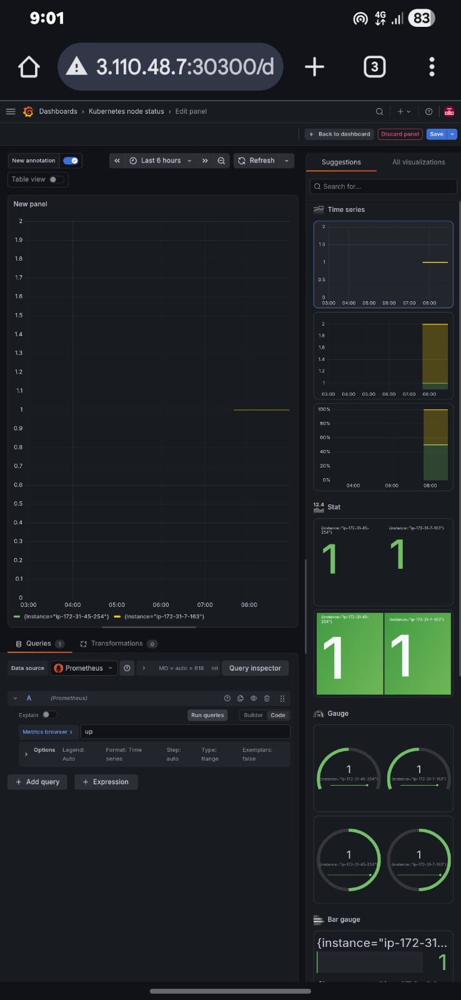 9:01
4G
83
3.110.48.7:30300/d
3
Dashboards › Kubernetes node status › Edit panel
Back to dashboard
Discard panel
Save
New annotation
Last 6 hours
Refresh
Table view
Suggestions
All visualizations
Search for...
New panel
2
1.9
1.8
1.7
1.6
1.5
1.4
1.3
1.2
1.1
1
0.9
0.8
0.7
0.6
0.5
0.4
0.3
0.2
0.1
0
03:00 04:00 05:00 06:00 07:00 08:00
{instance="ip-172-31-45-254"} {instance="ip-172-31-7-163"}
Queries 1
Transformations 0
Data source
Prometheus
MD = auto = 618
Int
Query inspector
A (Prometheus)
Explain
Run queries
Builder
Code
Metrics browser ›
up
Options
Legend: Auto
Format: Time series
Step: auto
Type: Range
Exemplars: false
+ Add query
+ Expression
Time series
2
1.5
1
0.5
0
03:00 04:00 05:00 06:00 07:00 08:00
2
1.8
1.6
1.4
1.2
1
03:00 04:00 05:00 06:00 07:00 08:00
100%
80%
60%
40%
20%
0%
04:00 06:00 08:00
12.4
Stat
{instance="ip-172-31-45-254"}
1
{instance="ip-172-31-7-163"}
1
{instance="ip-172-31-45-254"}
1
{instance="ip-172-31-7-163"}
1
Gauge
1
{instance="ip-172-31-45-254"}
1
{instance="ip-172-31-7-163"}
1
{instance="ip-172-31-45-254"}
1
{instance="ip-172-31-7-163"}
Bar gauge
{instance="ip-172-31...
1